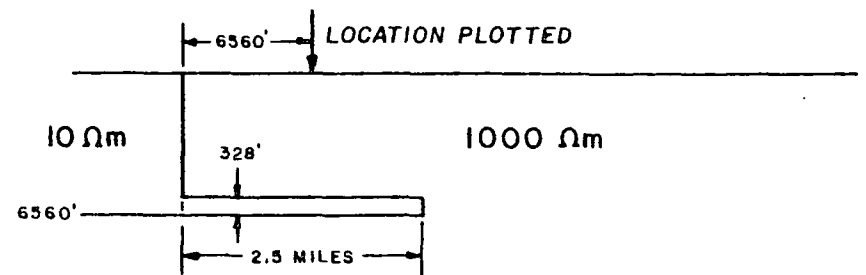 6560' LOCATION PLOTTED
10 Ωm
1000 Ωm
328'
6560'
2.5 MILES